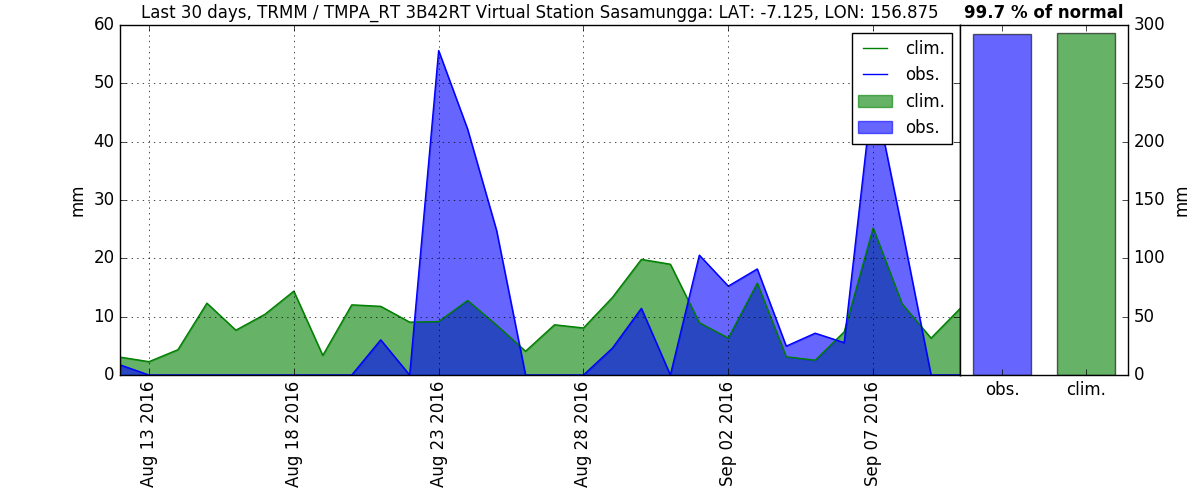 Last 30 days, TRMM / TMPA_RT 3B42RT Virtual Station Sasamungga: LAT: -7.125, LON: 156.875
99.7 % of normal
60
50
40
30
20
10
0
mm
clim.
obs.
clim.
obs.
300
250
200
150
100
50
0
mm
Aug 13 2016
Aug 18 2016
Aug 23 2016
Aug 28 2016
Sep 02 2016
Sep 07 2016
obs.
clim.